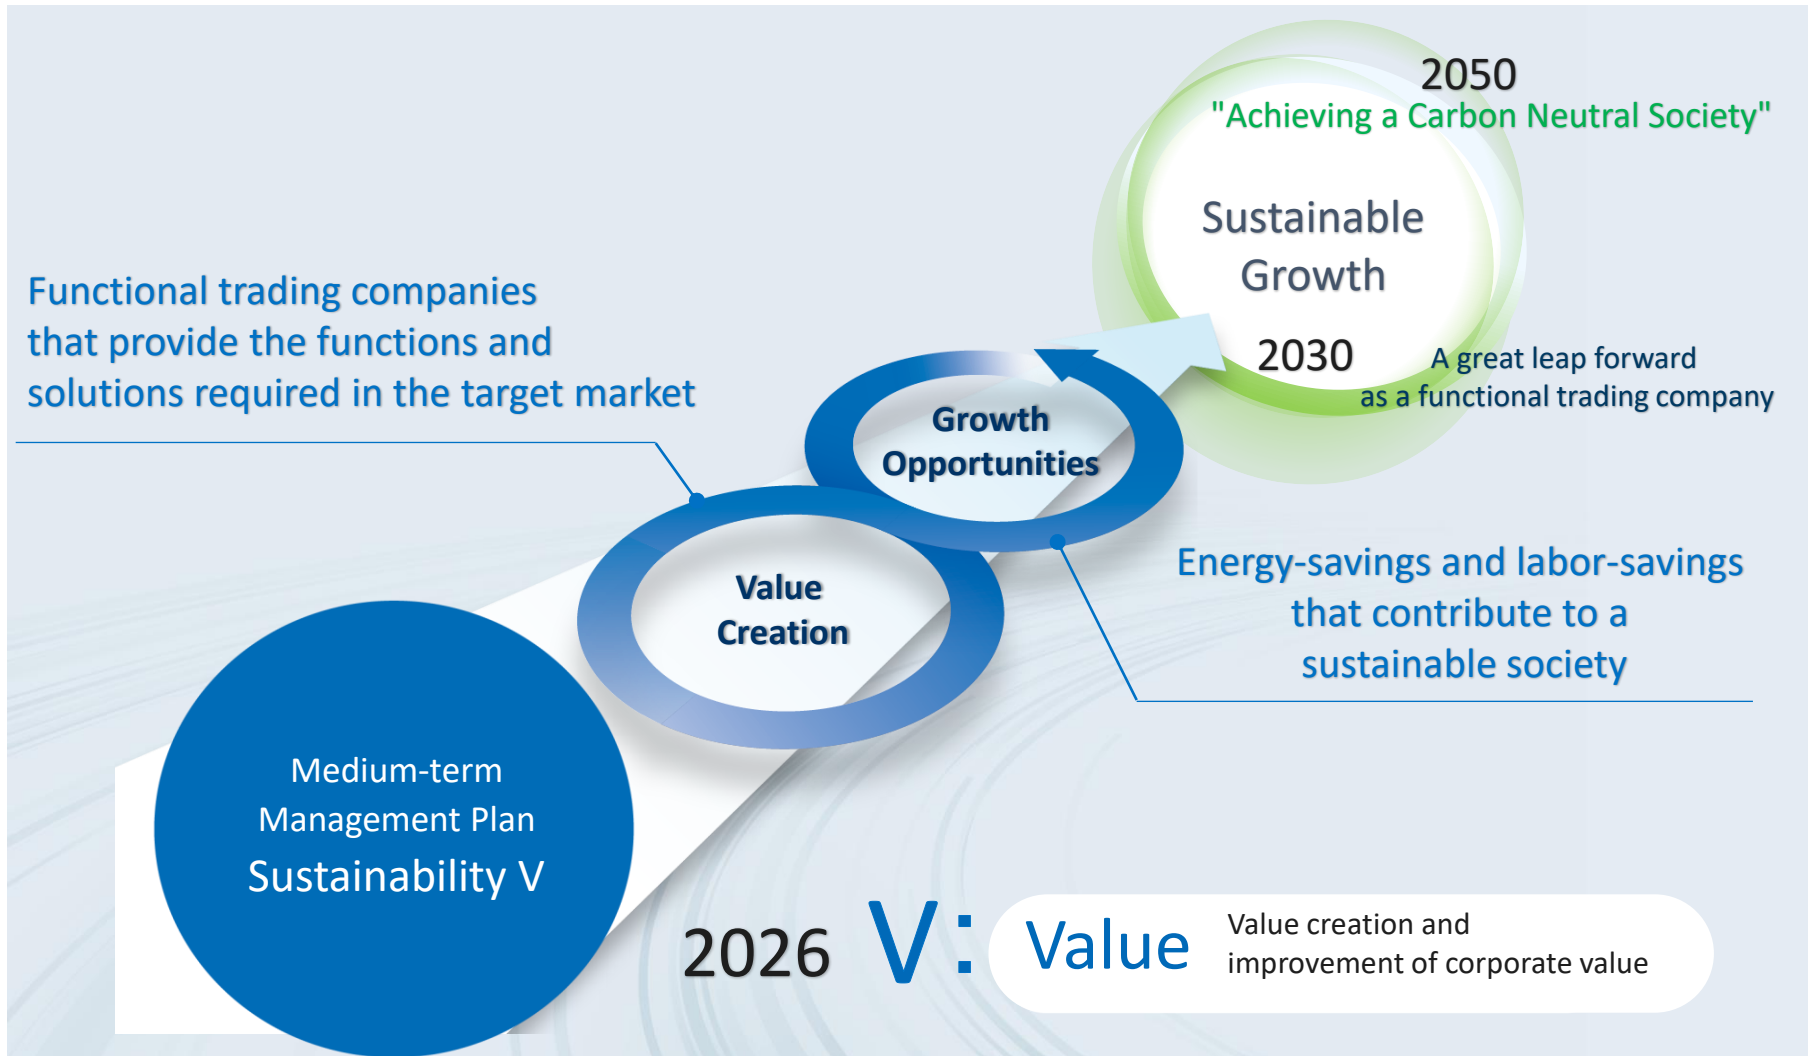 2050
"Achieving a Carbon Neutral Society"
Sustainable
Growth
2030
A great leap forward
as a functional trading company
Functional trading companies
that provide the functions and
solutions required in the target market
Growth
Opportunities
Energy-savings and labor-savings
that contribute to a
sustainable society
Value
Creation
Medium-term
Management Plan
Sustainability V
2026
V:
Value
Value creation and
improvement of corporate value